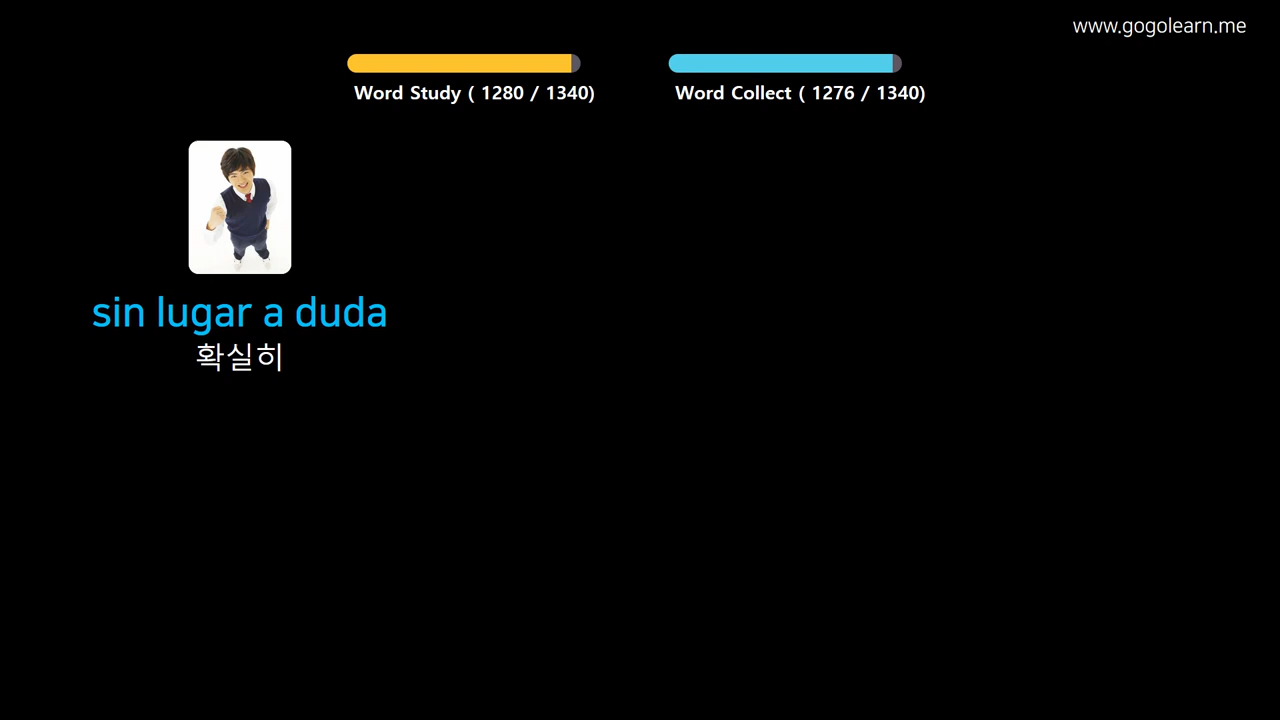 www.gogolearn.me
Word Study ( 1280 / 1340)
Word Collect ( 1276 / 1340)
sin lugar a duda
확실히